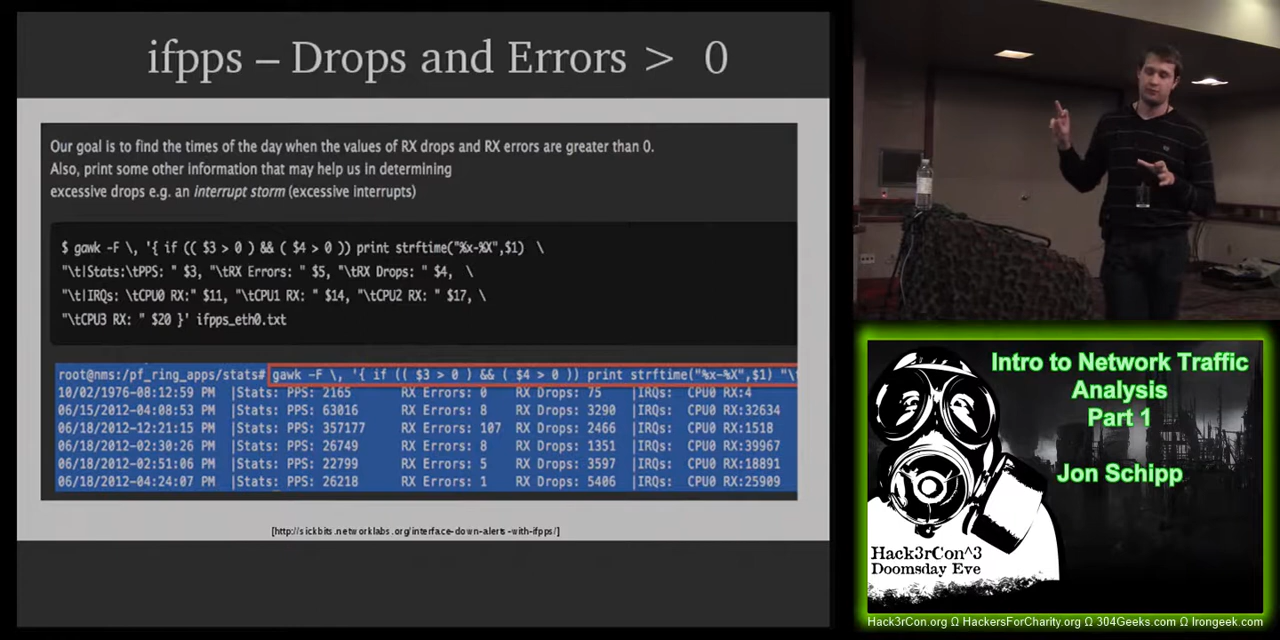 ifpps – Drops and Errors > 0
Our goal is to find the times of the day when the values of RX drops and RX errors are greater than 0.
Also, print some other information that may help us in determining
excessive drops e.g. an interrupt storm (excessive interrupts)
$ gawk -F \, '{ if (( $3 > 0 ) && ( $4 > 0 )) print strftime("%x-%X",$1) \
"\t|Stats:\tPPS: " $3, "\tRX Errors: " $5, "\tRX Drops: " $4, \
"\t|IRQs: \tCPU0 RX:" $11, "\tCPU1 RX: " $14, "\tCPU2 RX: " $17, \
"\tCPU3 RX: " $20 }' ifpps_eth0.txt
root@nms:/pf_ring_apps/stats# gawk -F \, '{ if (( $3 > 0 ) && ( $4 > 0 )) print strftime("%x-%X",$1) "\t
10/02/1976-08:12:59 PM |Stats: PPS: 2165 RX Errors: 0 RX Drops: 75 |IRQs: CPU0 RX:4
06/15/2012-04:08:53 PM |Stats: PPS: 63016 RX Errors: 8 RX Drops: 3290 |IRQs: CPU0 RX:32634
06/18/2012-12:21:15 PM |Stats: PPS: 357177 RX Errors: 107 RX Drops: 2466 |IRQs: CPU0 RX:1518
06/18/2012-02:30:26 PM |Stats: PPS: 26749 RX Errors: 8 RX Drops: 1351 |IRQs: CPU0 RX:39967
06/18/2012-02:51:06 PM |Stats: PPS: 22799 RX Errors: 5 RX Drops: 3597 |IRQs: CPU0 RX:18891
06/18/2012-04:24:07 PM |Stats: PPS: 26218 RX Errors: 1 RX Drops: 5406 |IRQs: CPU0 RX:25909
[http://sickbits.networklabs.org/interface-down-alerts-with-ifpps/]
Intro to Network Traffic
Analysis
Part 1
Jon Schipp
Hack3rCon^3
Doomsday Eve
Hack3rCon.org Ω HackersForCharity.org Ω 304Geeks.com Ω Irongeek.com